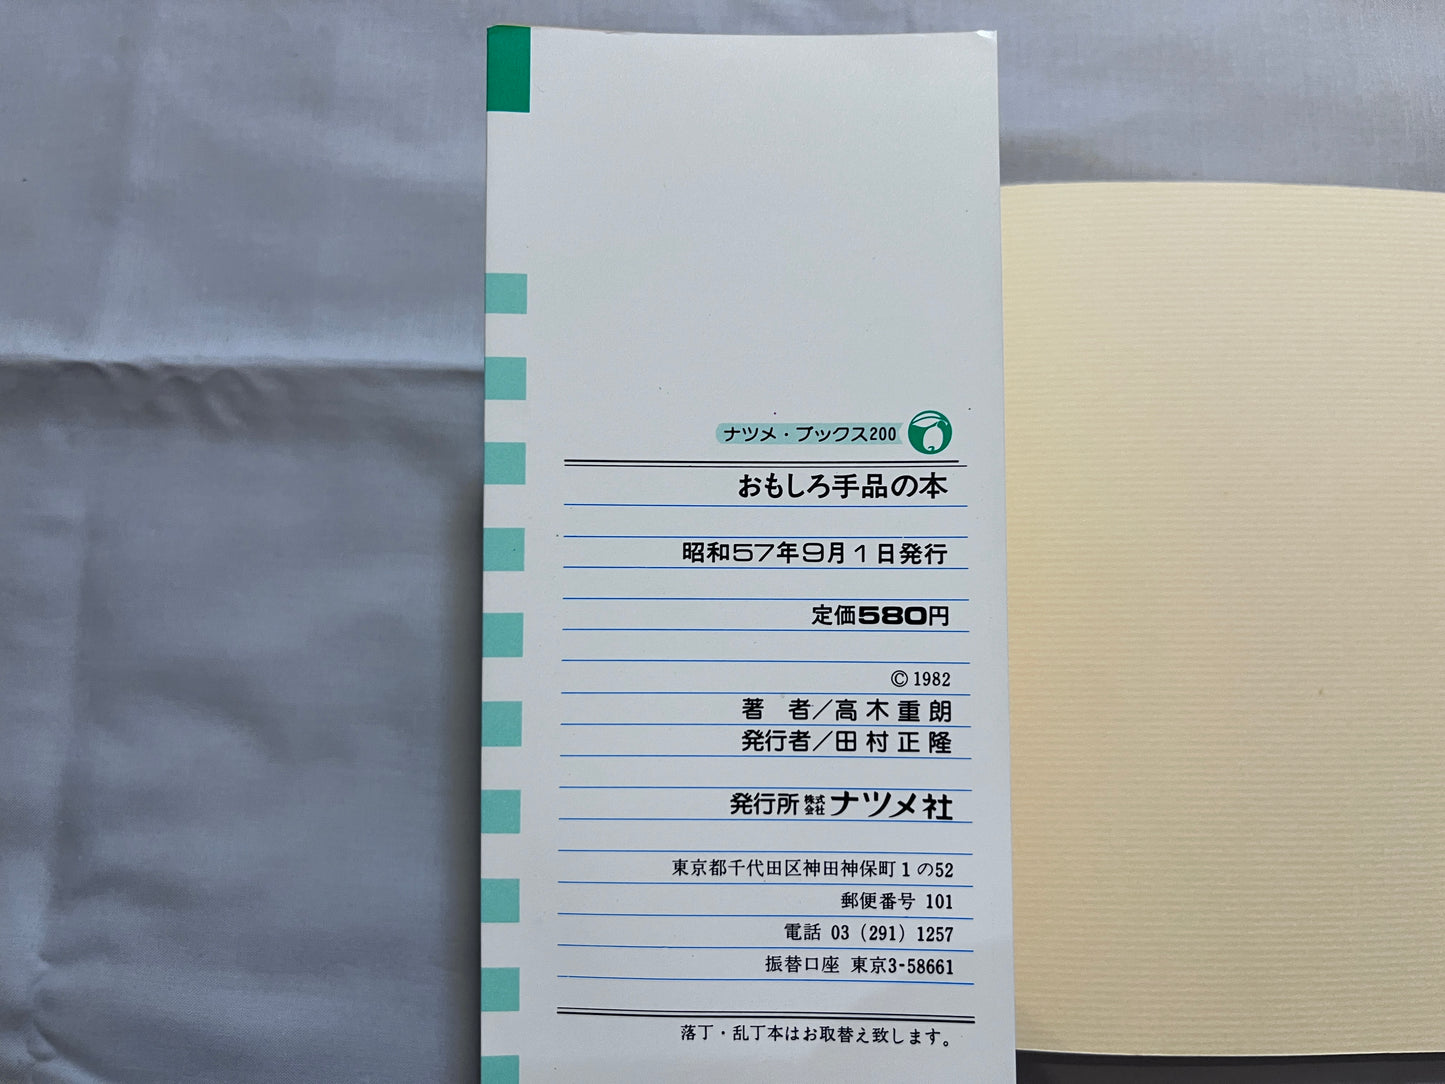 ナツメ・ブックス200
おもしろ手品の本
昭和57年9月1日発行
定価580円
© 1982
著 者／高木重朗
発行者／田村正隆
発行所 株式会社 ナツメ社
東京都千代田区神田神保町1の52
郵便番号 101
電話 03（291）1257
振替口座 東京3-58661
落丁・乱丁本はお取替え致します。